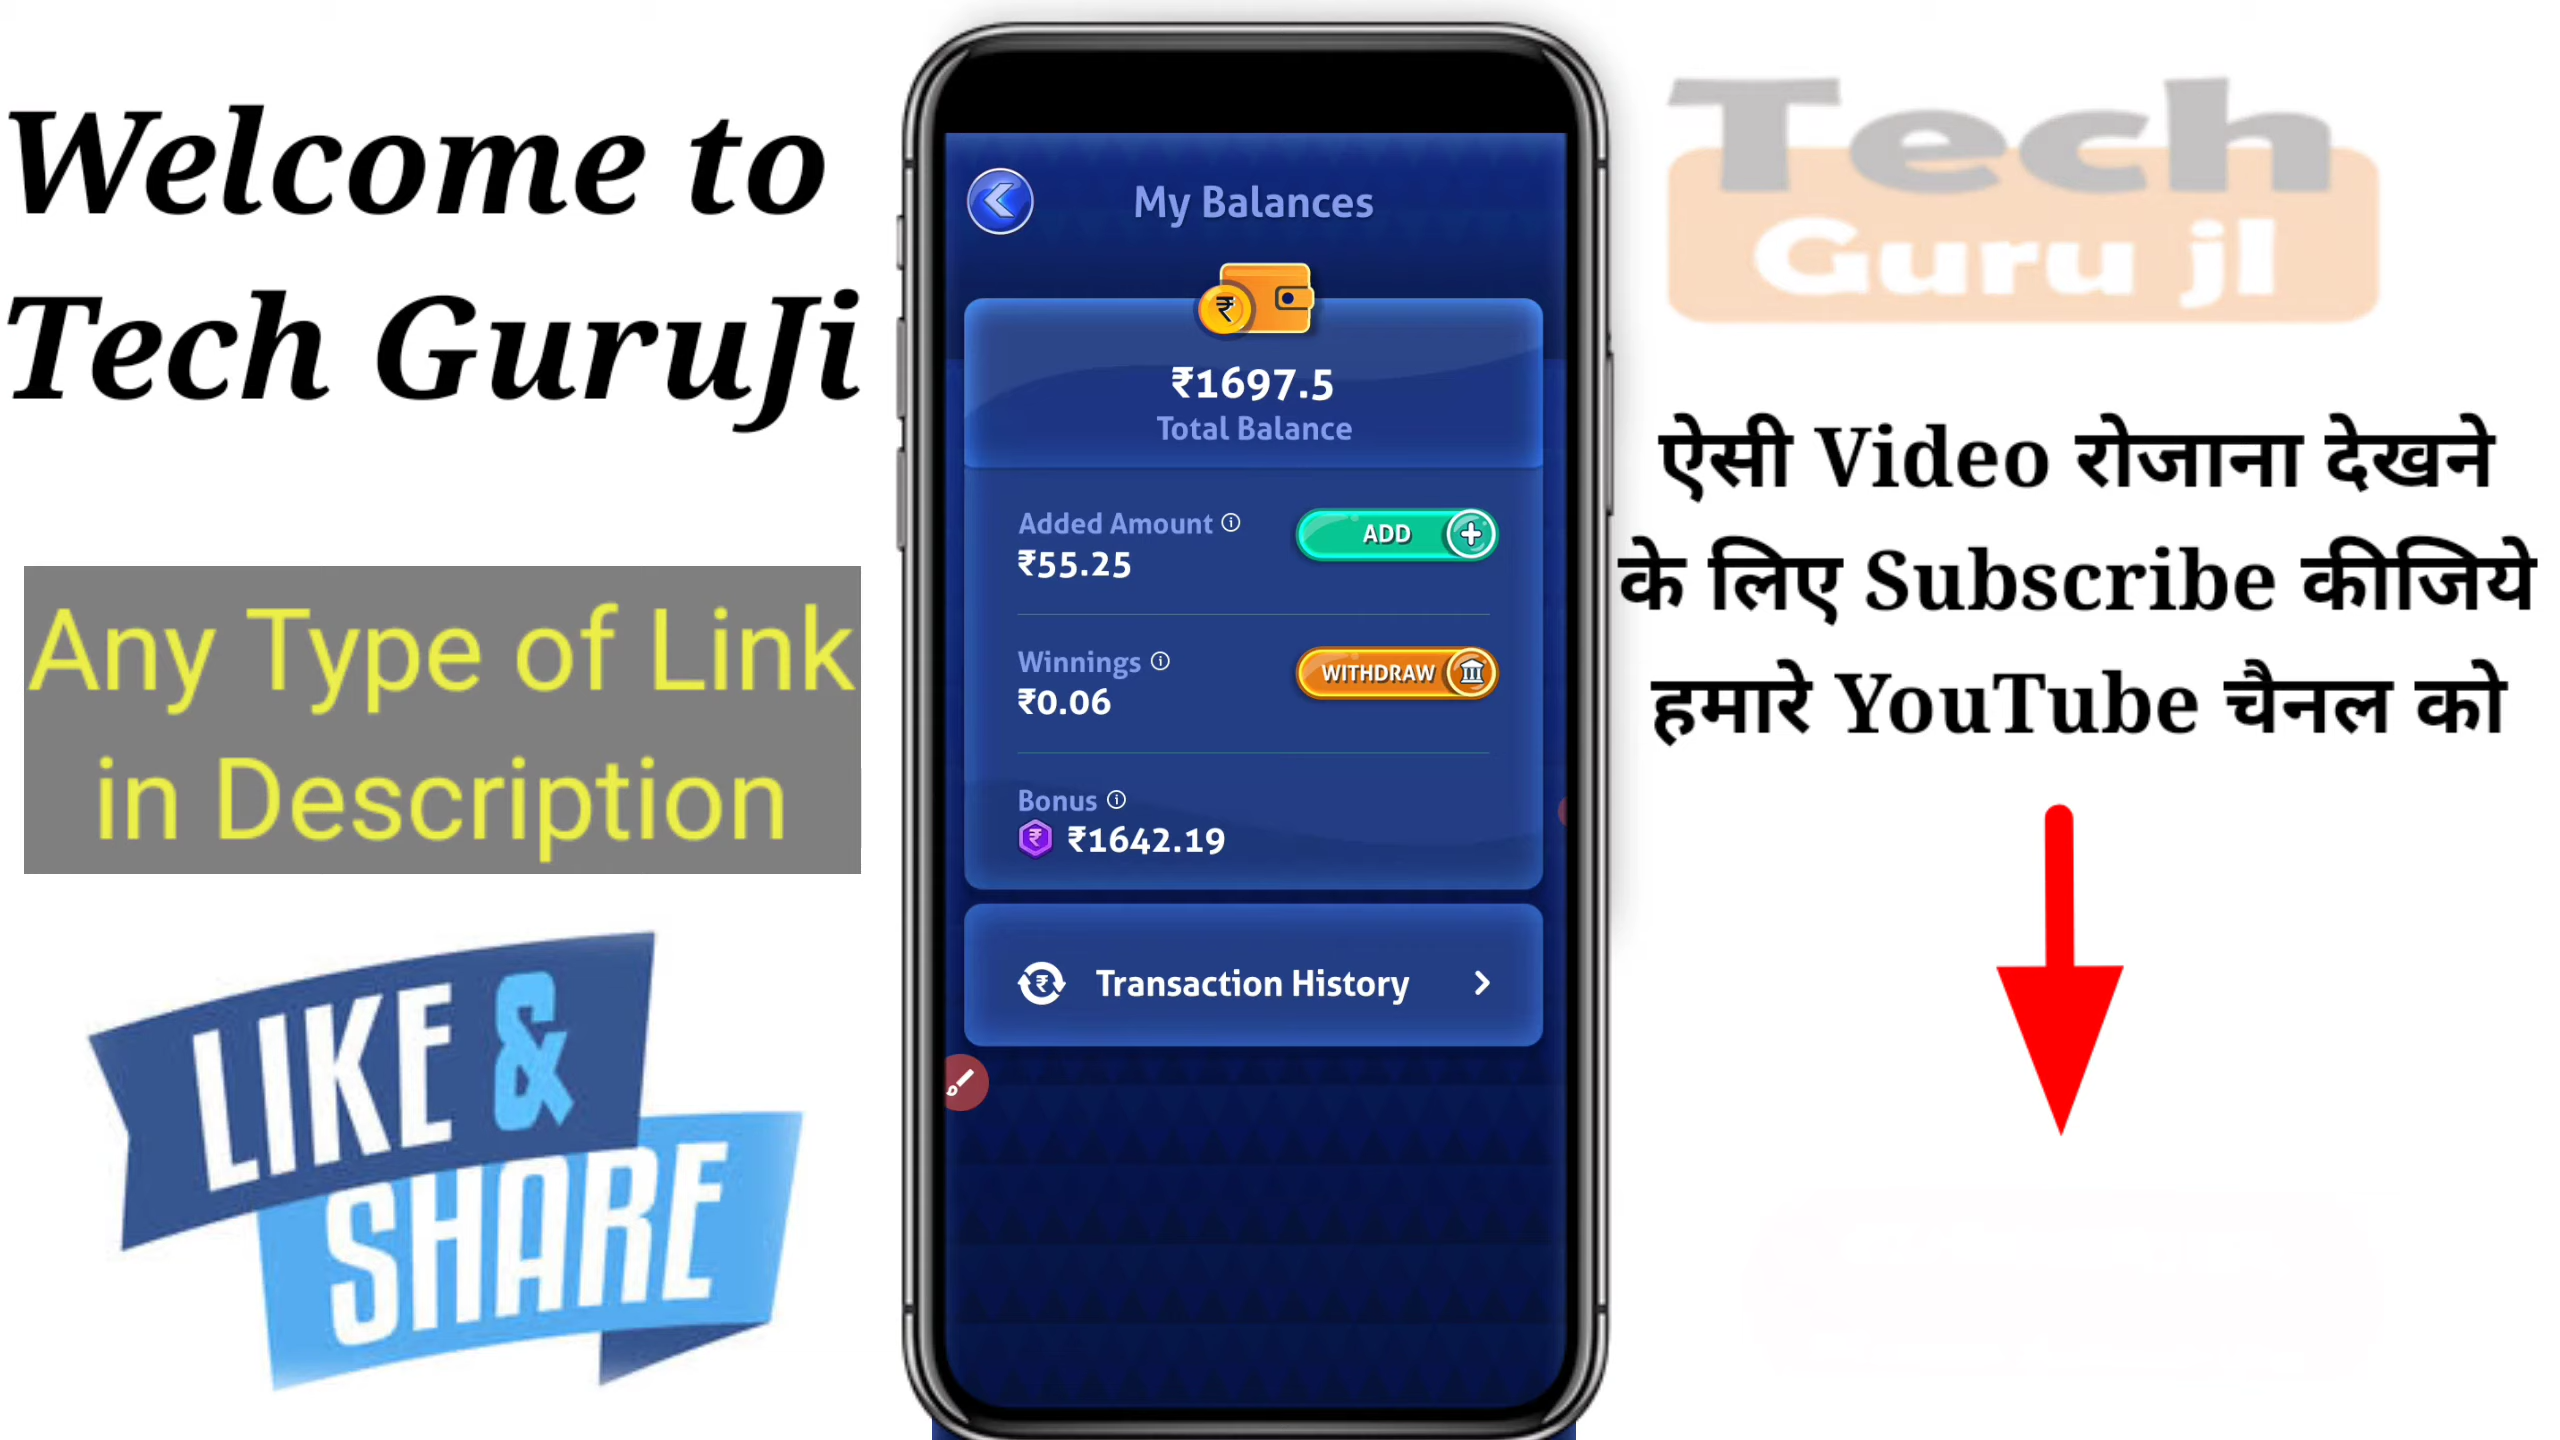 Welcome to
Tech GuruJi
Any Type of Link
in Description
LIKE &
SHARE
My Balances
₹1697.5
Total Balance
Added Amount
₹55.25
ADD
Winnings
₹0.06
WITHDRAW
Bonus
₹1642.19
Transaction History
Tech
Guru jI
ऐसी Video रोजाना देखने
के लिए Subscribe कीजिये
हमारे YouTube चैनल को